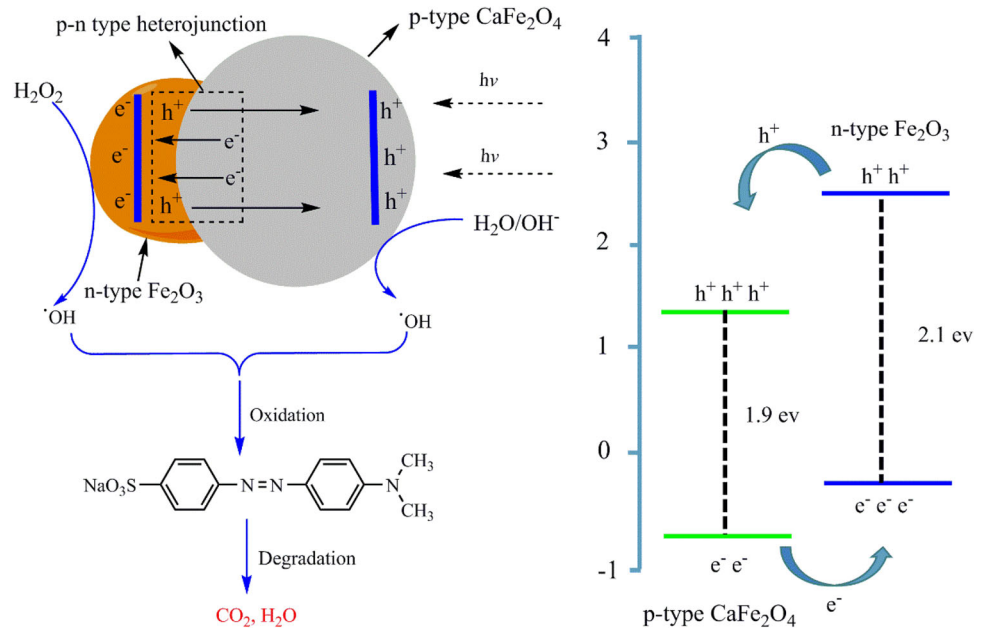 p-n type heterojunction
p-type CaFe₂O₄
H₂O₂
e⁻ h⁺ h⁺ hν
e⁻
e⁻ h⁺ hν
e⁻
e⁻ h⁺ h⁺
H₂O/OH⁻
n-type Fe₂O₃
·OH ·OH
Oxidation
NaO₃S N=N N CH₃
CH₃
Degradation
CO₂, H₂O
4
3
2
1
0
-1
h⁺
n-type Fe₂O₃
h⁺ h⁺
h⁺ h⁺ h⁺
2.1 ev
1.9 ev
e⁻ e⁻ e⁻
e⁻ e⁻
e⁻
p-type CaFe₂O₄